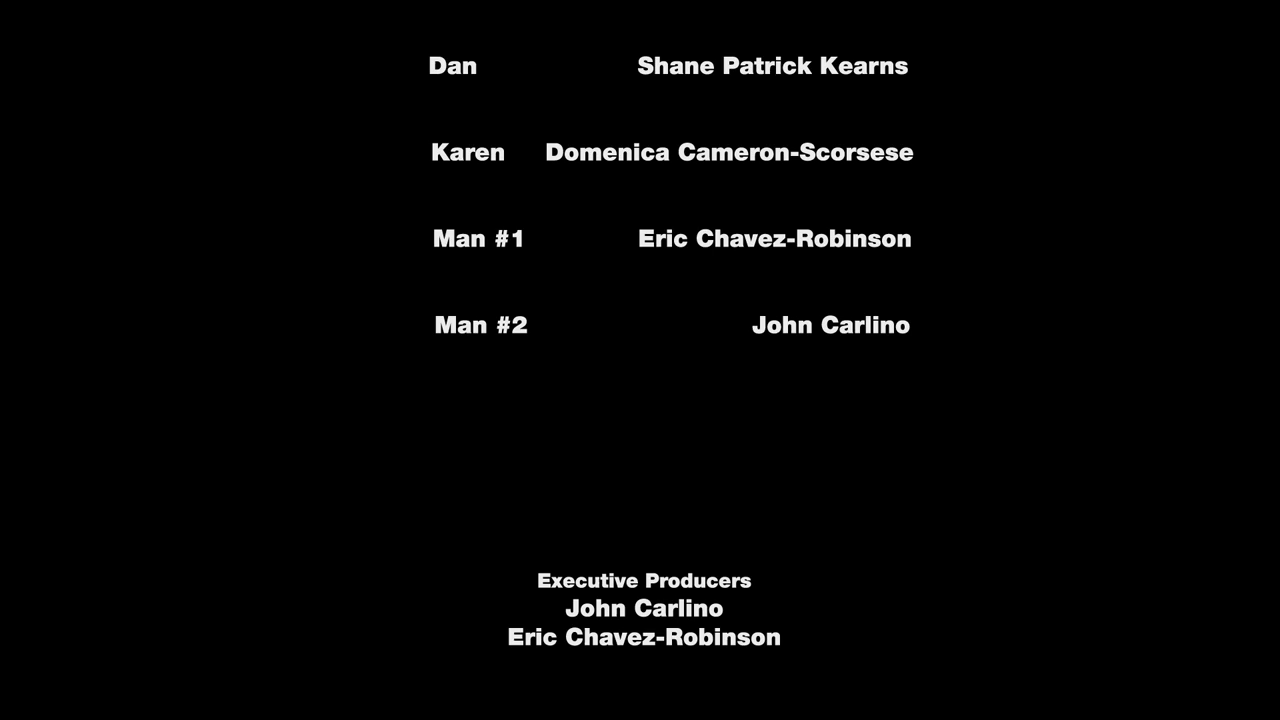 Dan Shane Patrick Kearns
Karen Domenica Cameron-Scorsese
Man #1 Eric Chavez-Robinson
Man #2 John Carlino
Executive Producers
John Carlino
Eric Chavez-Robinson